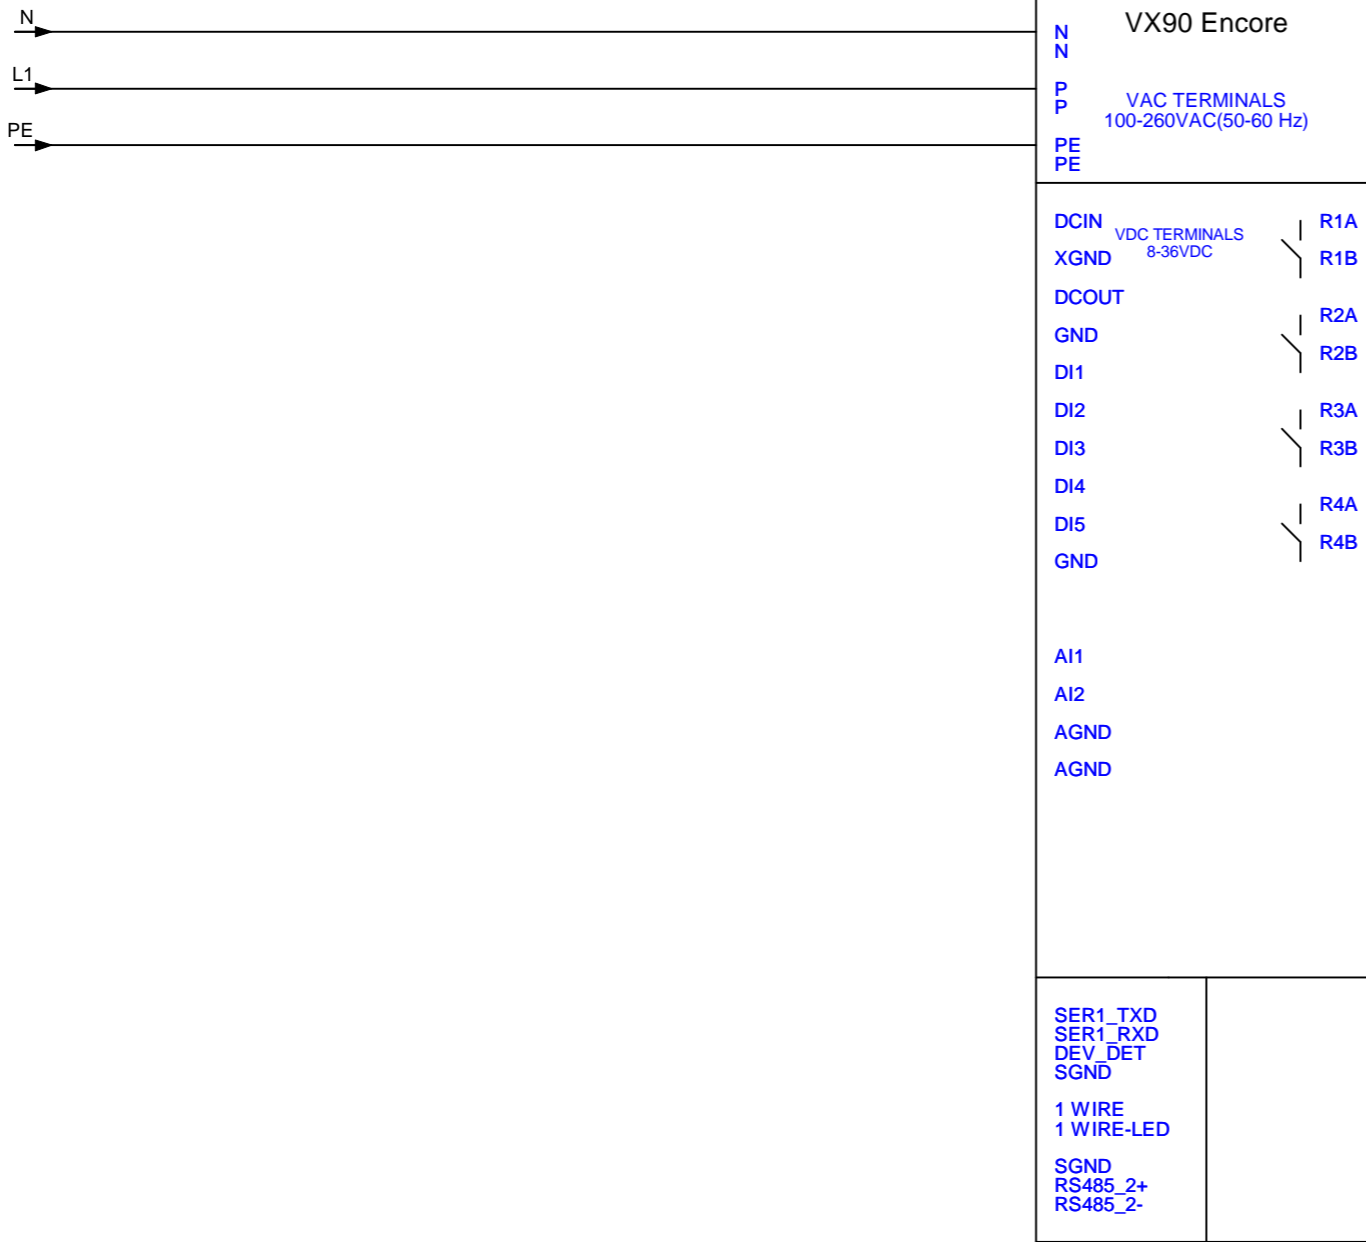 N
L1
PE
VX90 Encore
N
N
P
P
VAC TERMINALS
100-260VAC(50-60 Hz)
PE
PE
DCIN
VDC TERMINALS
8-36VDC
XGND
DCOUT
GND
DI1
DI2
DI3
DI4
DI5
GND
R1A
R1B
R2A
R2B
R3A
R3B
R4A
R4B
AI1
AI2
AGND
AGND
SER1_TXD
SER1_RXD
DEV_DET
SGND
1 WIRE
1 WIRE-LED
SGND
RS485_2+
RS485_2-